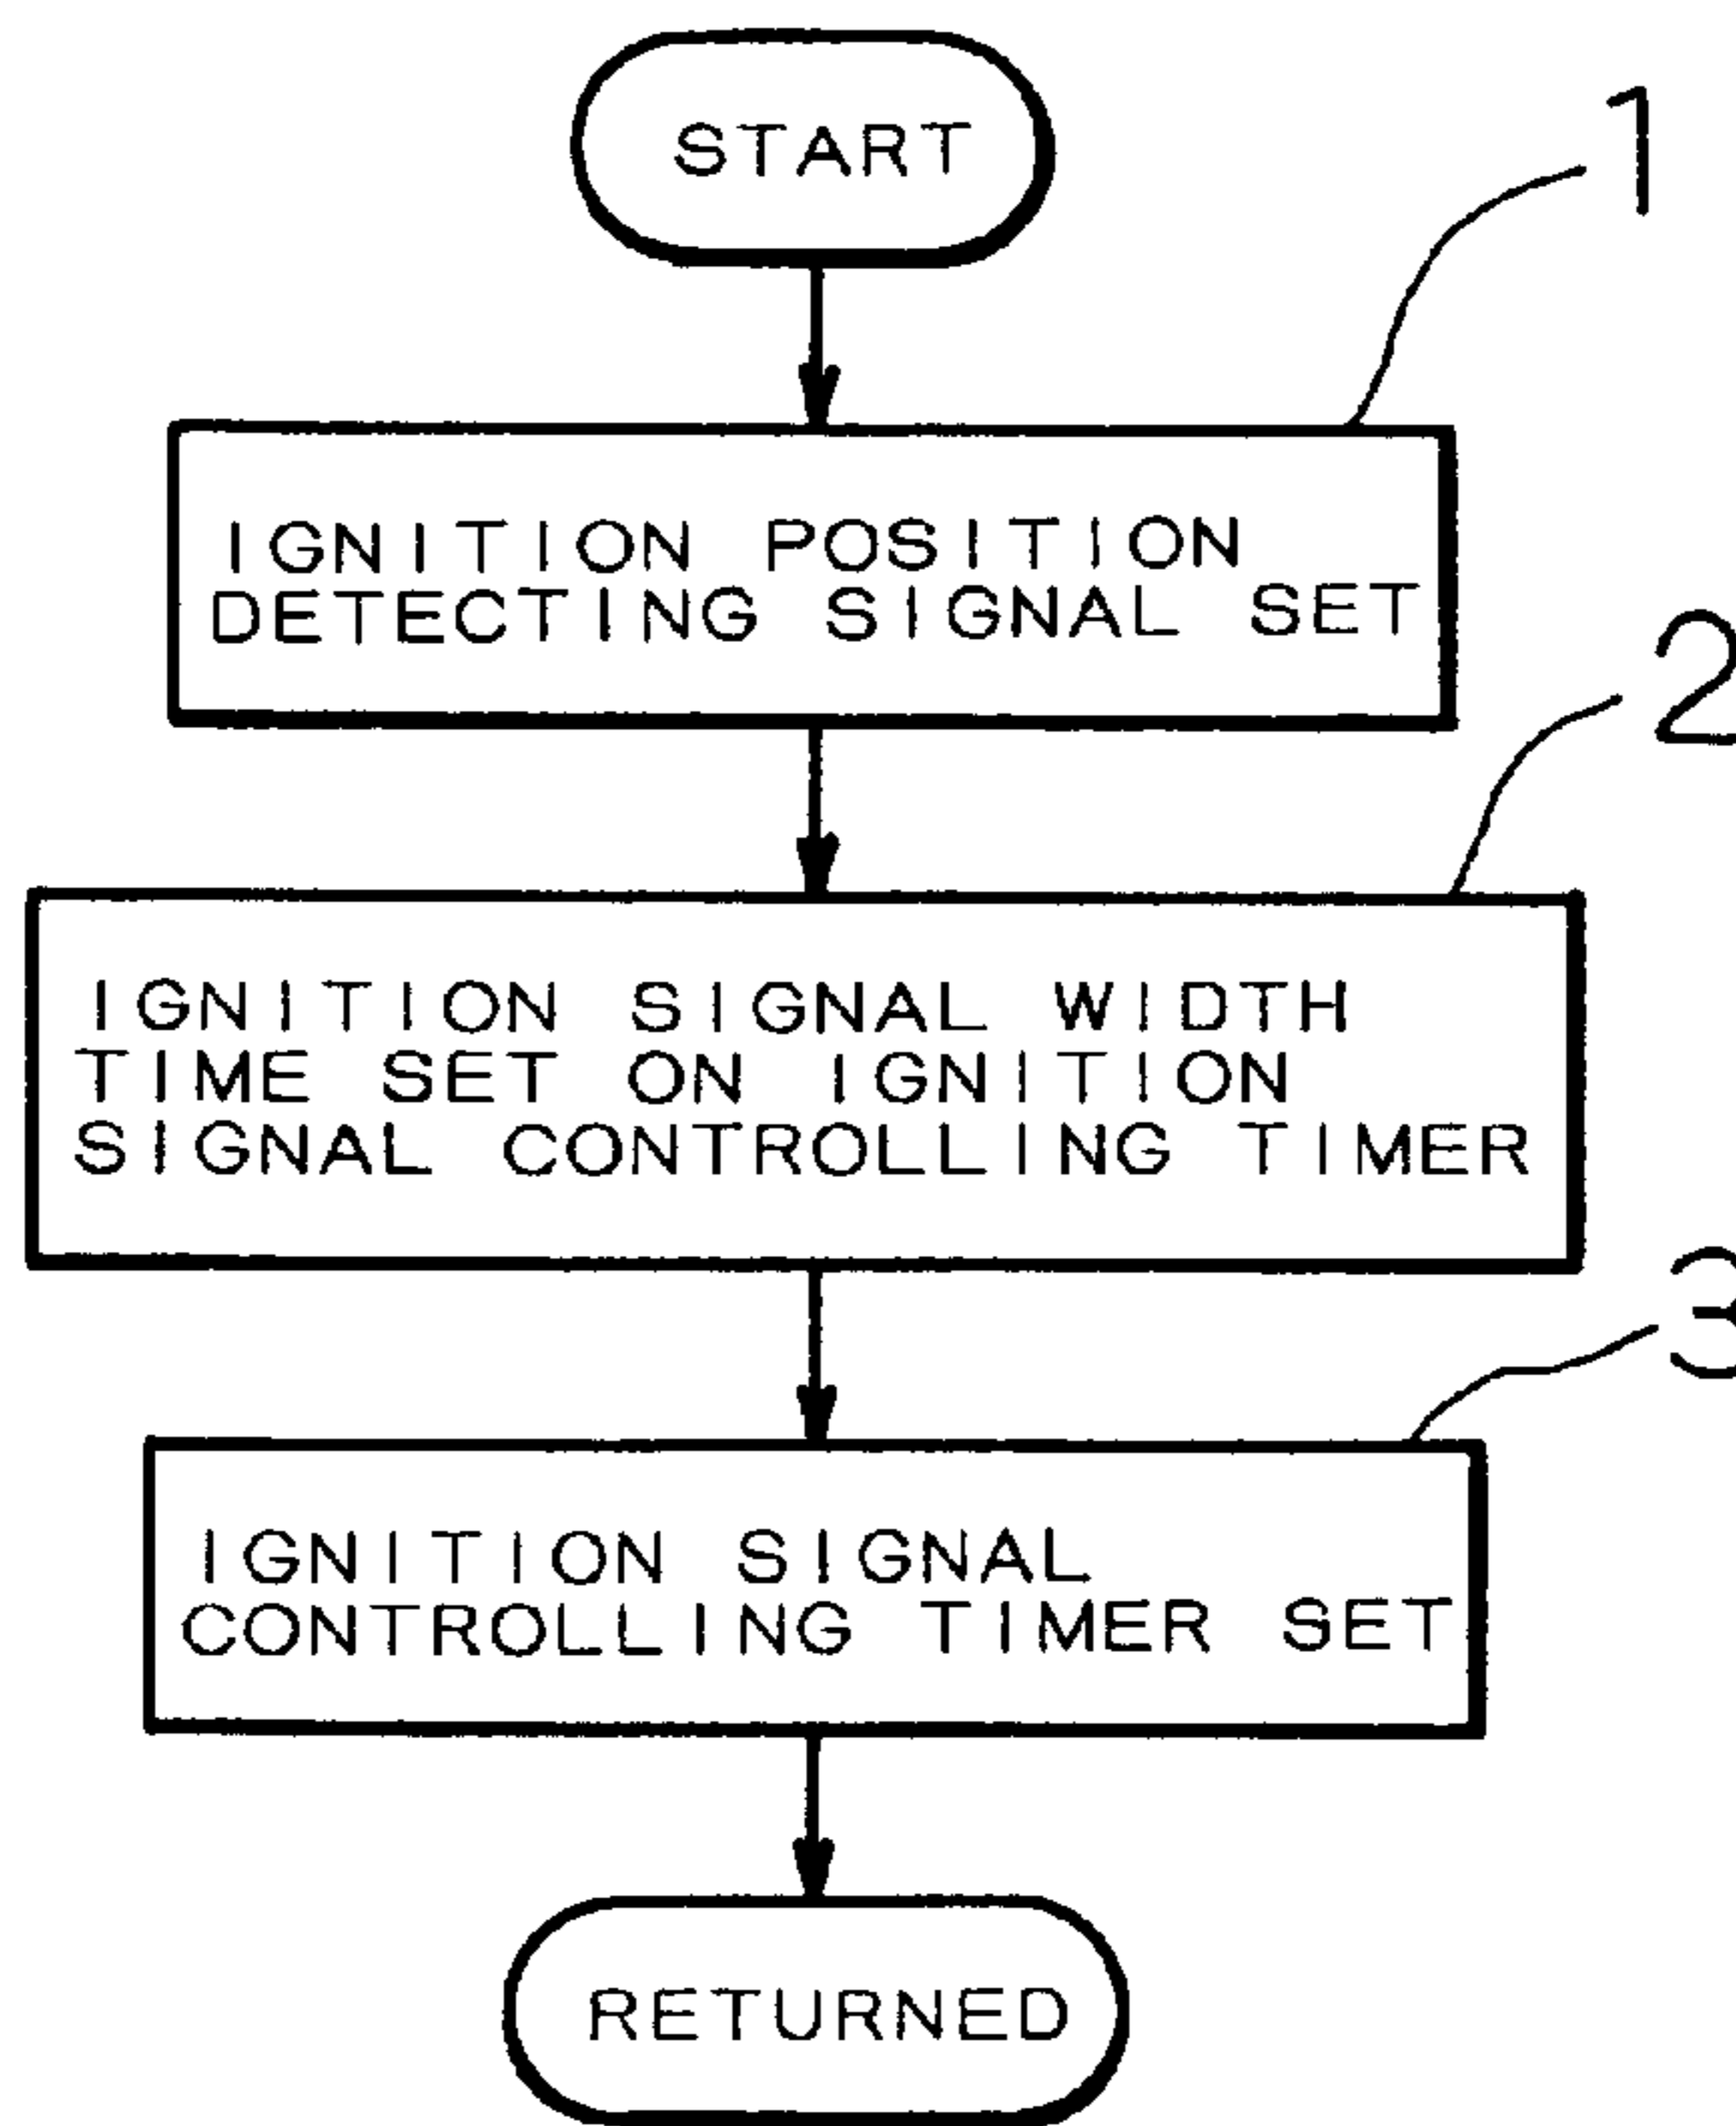 START
1
IGNITION POSITION
DETECTING SIGNAL SET
2
IGNITION SIGNAL WIDTH
TIME SET ON IGNITION
SIGNAL CONTROLLING TIMER
3
IGNITION SIGNAL
CONTROLLING TIMER SET
RETURNED